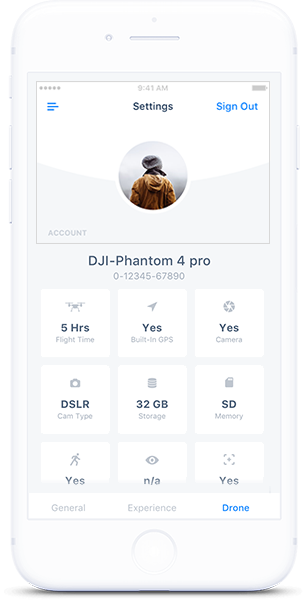 9:41 AM
Settings
Sign Out
ACCOUNT
DJI-Phantom 4 pro
0-12345-67890
5 Hrs Yes Yes
Flight Time Built-In GPS Camera
DSLR 32 GB SD
Cam Type Storage Memory
Yes n/a Yes
General Experience Drone